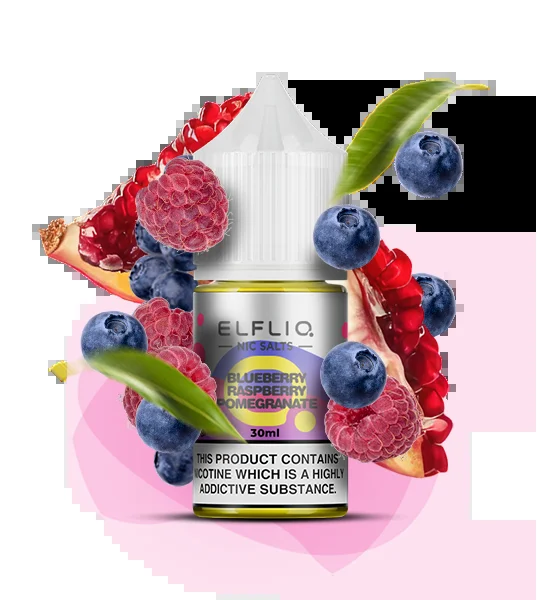 ELFLIQ
NIC SALTS
BLUEBERRY
RASPBERRY
POMEGRANATE
30ml
THIS PRODUCT CONTAINS
NICOTINE WHICH IS A HIGHLY
ADDICTIVE SUBSTANCE.